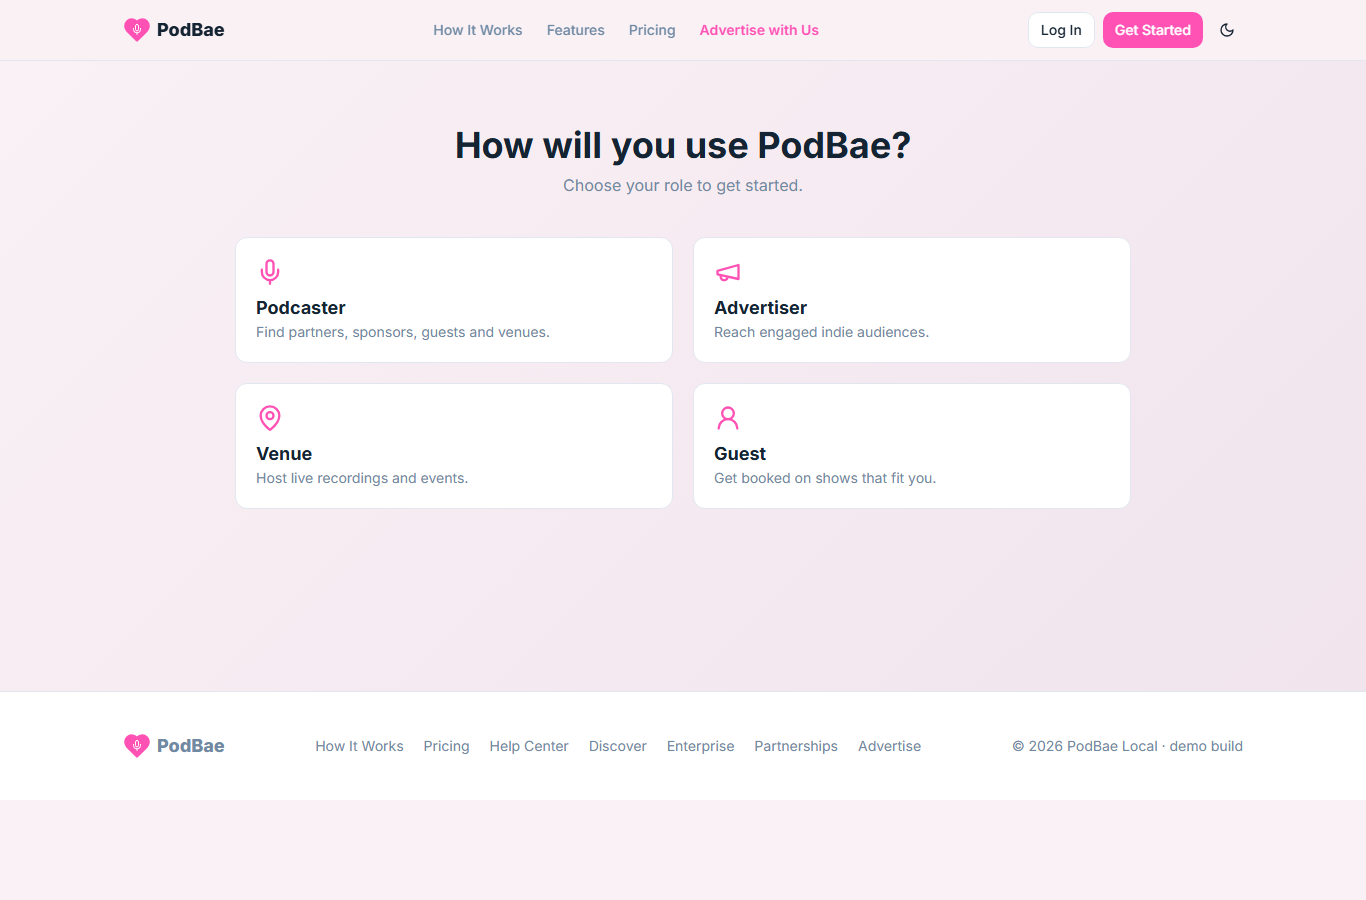 PodBae
How It Works
Features
Pricing
Advertise with Us
Log In
Get Started
How will you use PodBae?
Choose your role to get started.
Podcaster
Find partners, sponsors, guests and venues.
Advertiser
Reach engaged indie audiences.
Venue
Host live recordings and events.
Guest
Get booked on shows that fit you.
PodBae
How It Works
Pricing
Help Center
Discover
Enterprise
Partnerships
Advertise
© 2026 PodBae Local · demo build